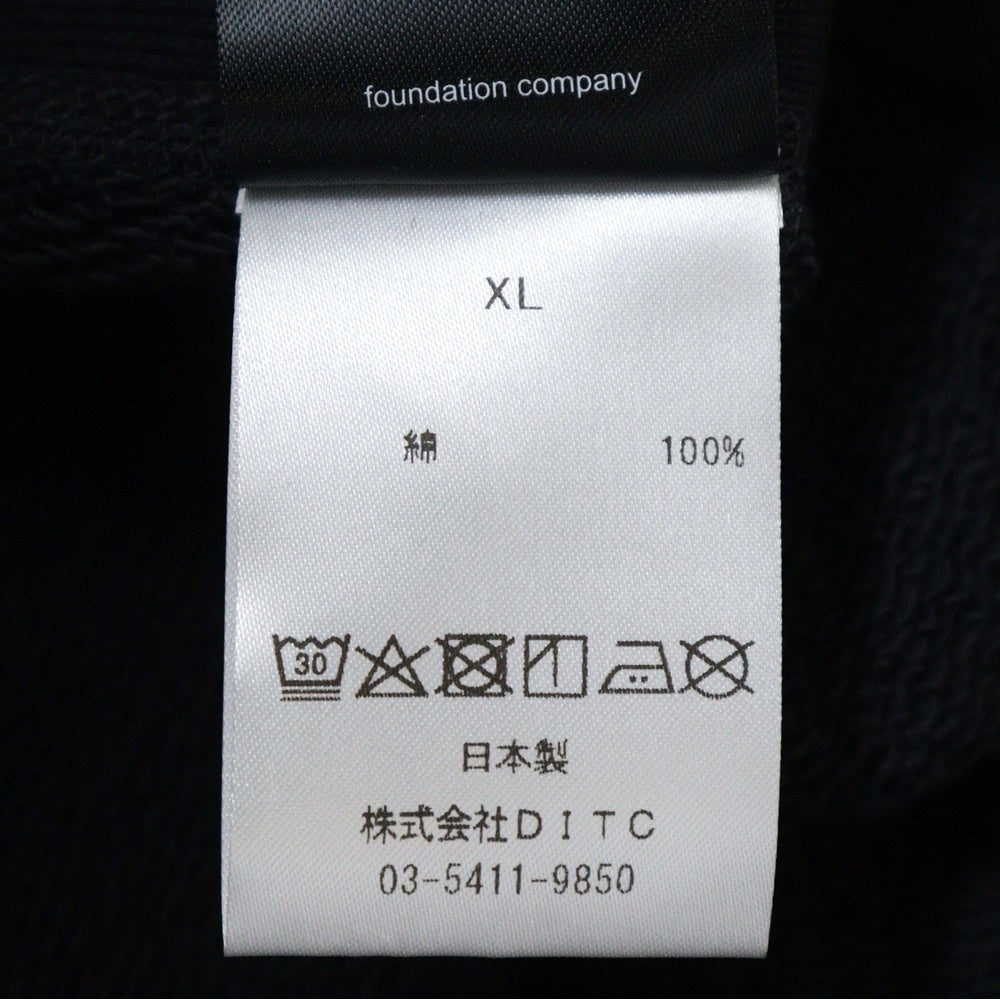 foundation company
XL
綿 100%
30
日本製
株式会社ＤＩＴＣ
03-5411-9850